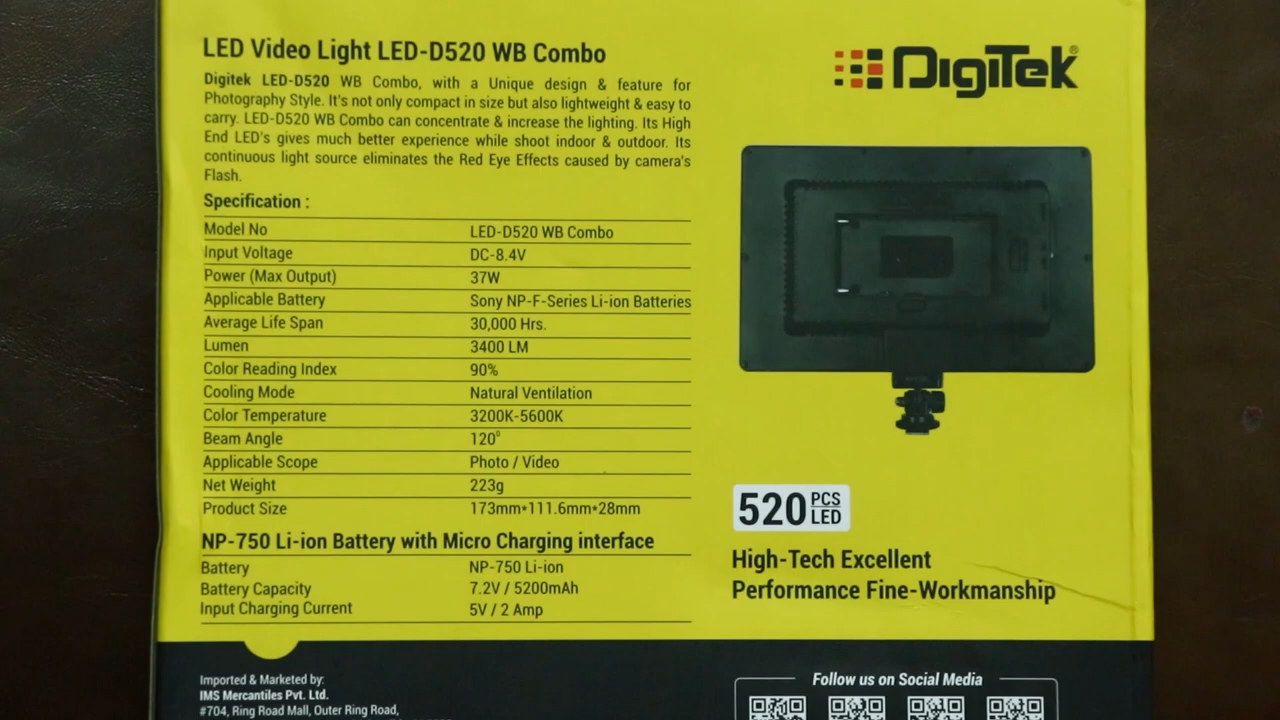 LED Video Light LED-D520 WB Combo
Digitek LED-D520 WB Combo, with a Unique design & feature for
Photography Style. It's not only compact in size but also lightweight & easy to
carry. LED-D520 WB Combo can concentrate & increase the lighting. Its High
End LED's gives much better experience while shoot indoor & outdoor. Its
continuous light source eliminates the Red Eye Effects caused by camera's
Flash.
Specification :
Model No LED-D520 WB Combo
Input Voltage DC-8.4V
Power (Max Output) 37W
Applicable Battery Sony NP-F-Series Li-ion Batteries
Average Life Span 30,000 Hrs.
Lumen 3400 LM
Color Reading Index 90%
Cooling Mode Natural Ventilation
Color Temperature 3200K-5600K
Beam Angle 120⁰
Applicable Scope Photo / Video
Net Weight 223g
Product Size 173mm*111.6mm*28mm
NP-750 Li-ion Battery with Micro Charging interface
Battery NP-750 Li-ion
Battery Capacity 7.2V / 5200mAh
Input Charging Current 5V / 2 Amp
Imported & Marketed by:
IMS Mercantiles Pvt. Ltd.
#704, Ring Road Mall, Outer Ring Road,
DigiTek®
520 PCS LED
High-Tech Excellent
Performance Fine-Workmanship
Follow us on Social Media